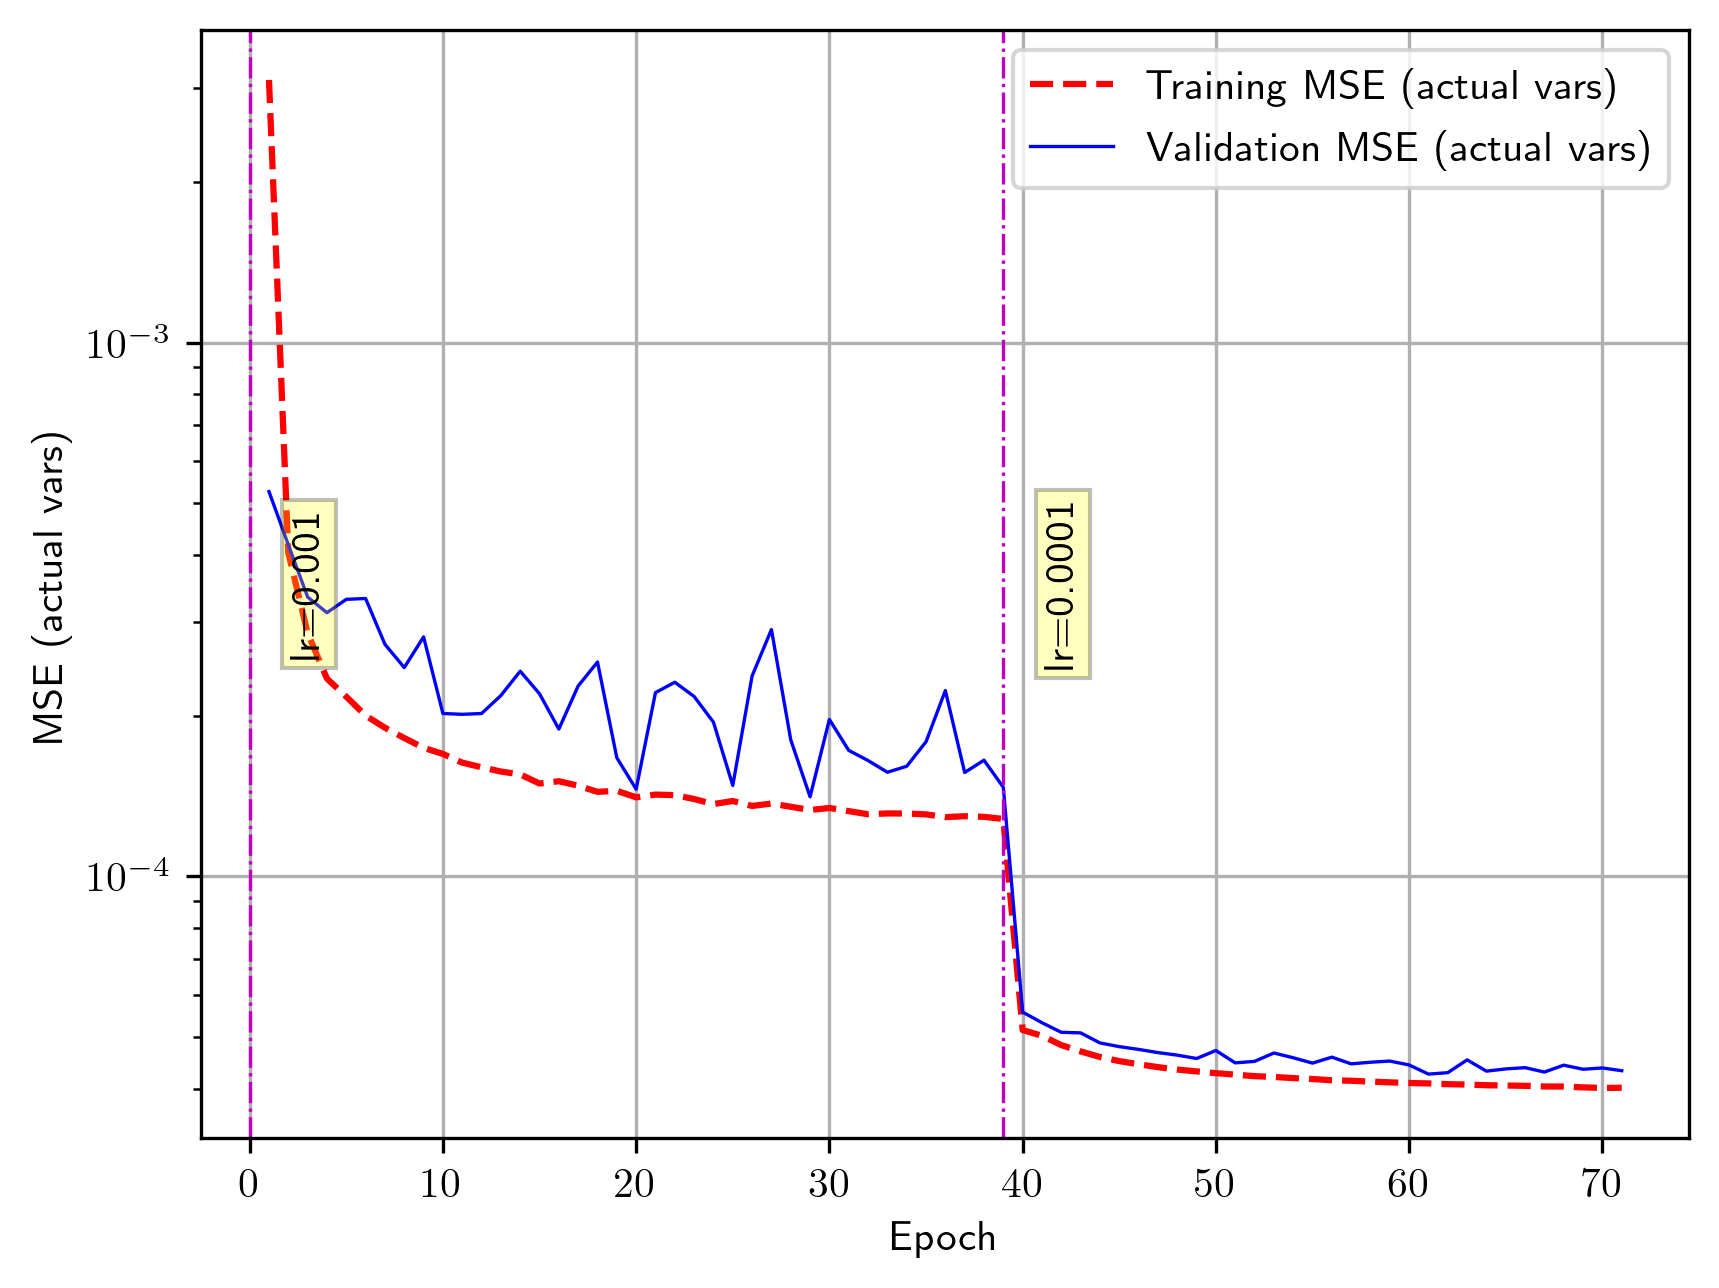 Training MSE (actual vars)
Validation MSE (actual vars)
MSE (actual vars)
10⁻³
10⁻⁴
lr=0.001
lr=0.0001
0 10 20 30 40 50 60 70
Epoch